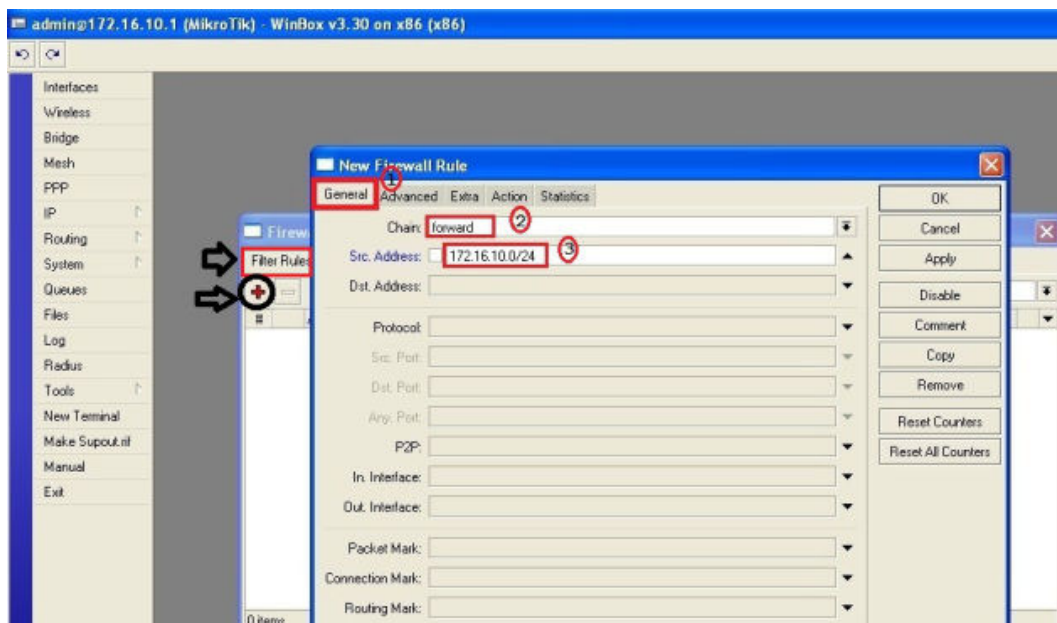 admin@172.16.10.1 (MikroTik) - WinBox v3.30 on x86 (x86)
Interfaces
Wireless
Bridge
Mesh
PPP
IP
Routing
System
Queues
Files
Log
Radius
Tools
New Terminal
Make Supout.rif
Manual
Exit
Filter Rules
#
0 items
New Firewall Rule
1
General Advanced Extra Action Statistics
Chain: forward 2
Src. Address: 172.16.10.0/24 3
Dst. Address:
Protocol:
Src. Port:
Dst. Port:
Any. Port:
P2P:
In. Interface:
Out. Interface:
Packet Mark:
Connection Mark:
Routing Mark:
OK
Cancel
Apply
Disable
Comment
Copy
Remove
Reset Counters
Reset All Counters